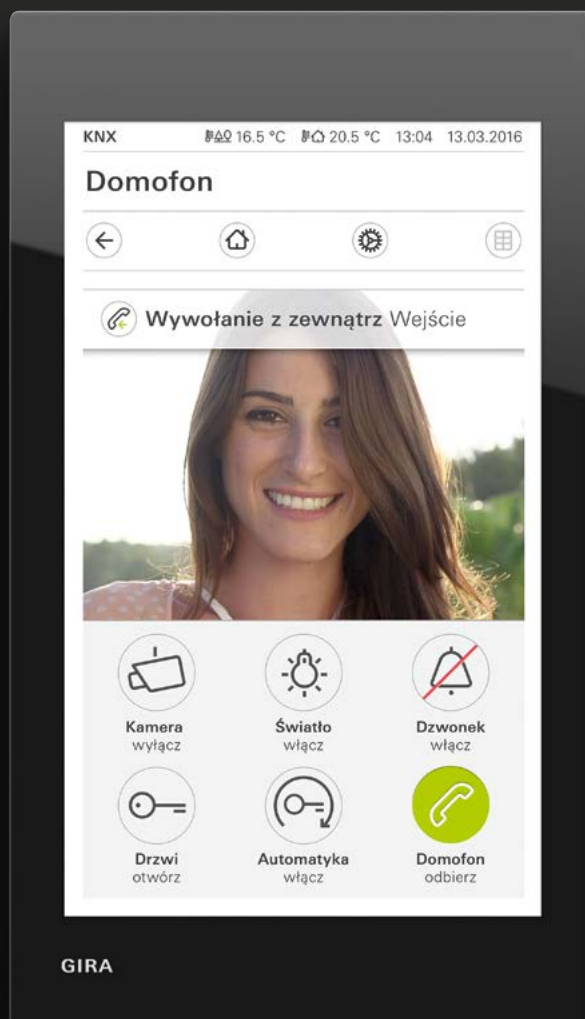 KNX 16.5 °C 20.5 °C 13:04 13.03.2016
Domofon
Wywołanie z zewnątrz Wejście
Kamera Światło Dzwonek
wyłącz włącz włącz
Drzwi Automatyka Domofon
otwórz włącz odbierz
GIRA